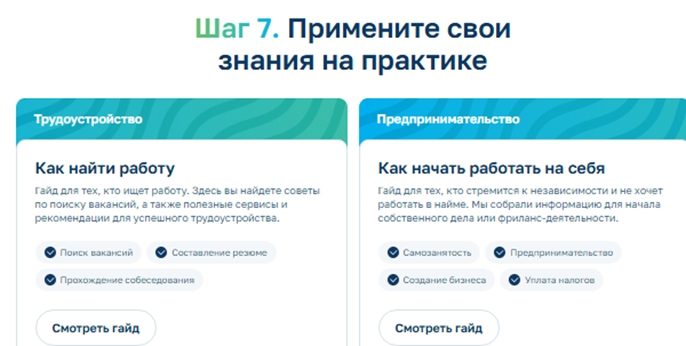 Шаг 7. Примените свои
знания на практике
Трудоустройство
Как найти работу
Гайд для тех, кто ищет работу. Здесь вы найдете советы
по поиску вакансий, а также полезные сервисы и
рекомендации для успешного трудоустройства.
Поиск вакансий
Составление резюме
Прохождение собеседования
Смотреть гайд
Предпринимательство
Как начать работать на себя
Гайд для тех, кто стремится к независимости и не хочет
работать в найме. Мы собрали информацию для начала
собственного дела или фриланс-деятельности.
Самозанятость
Предпринимательство
Создание бизнеса
Уплата налогов
Смотреть гайд